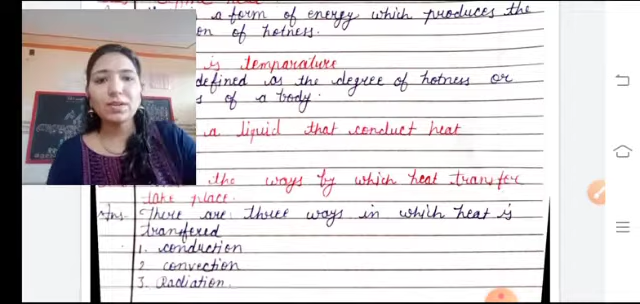 a form of energy which produces the
on of hotness.
is temparature
defined as the degree of hotness or
s of a body.
a liquid that conduct heat
the ways by which heat transfer
take place.
Ans. There are three ways in which heat is
transfered
1. conduction
2. convection
3. Radiation.